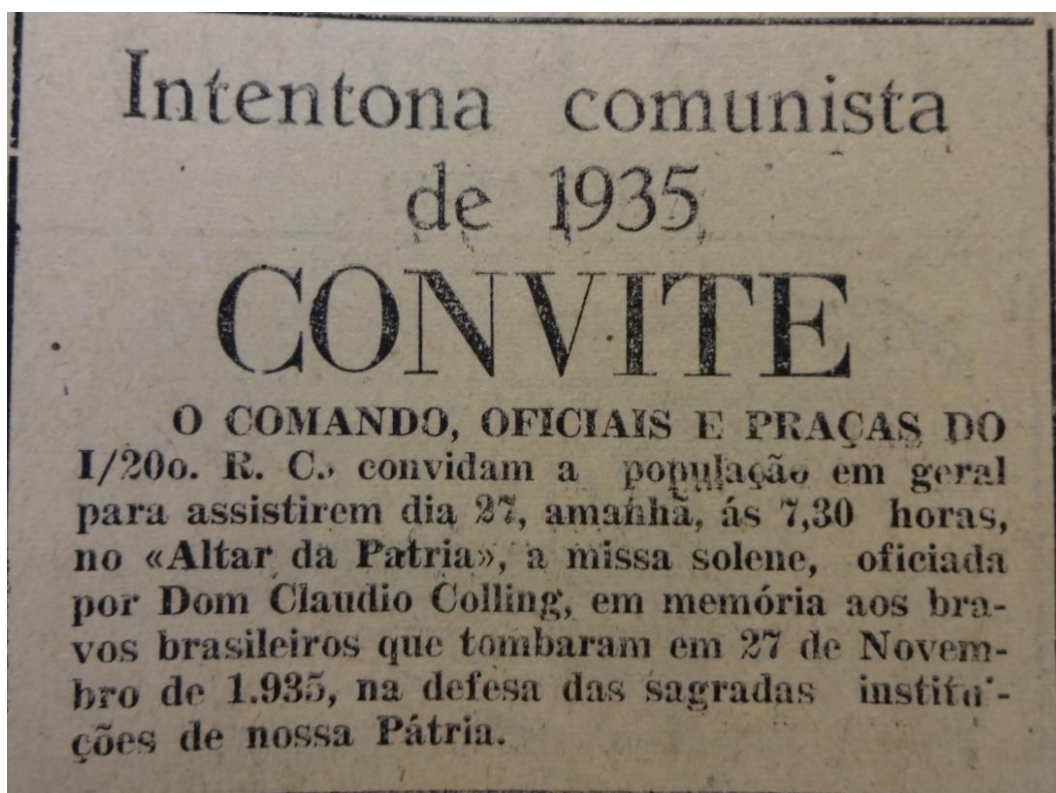 Intentona comunista
de 1935
CONVITE
O COMANDO, OFICIAIS E PRAÇAS DO
I/20o. R. C., convidam a população em geral
para assistirem dia 27, amanhã, ás 7,30 horas,
no «Altar da Patria», a missa solene, oficiada
por Dom Claudio Colling, em memória aos bra-
vos brasileiros que tombaram em 27 de Novem-
bro de 1.935, na defesa das sagradas institui-
ções de nossa Pátria.